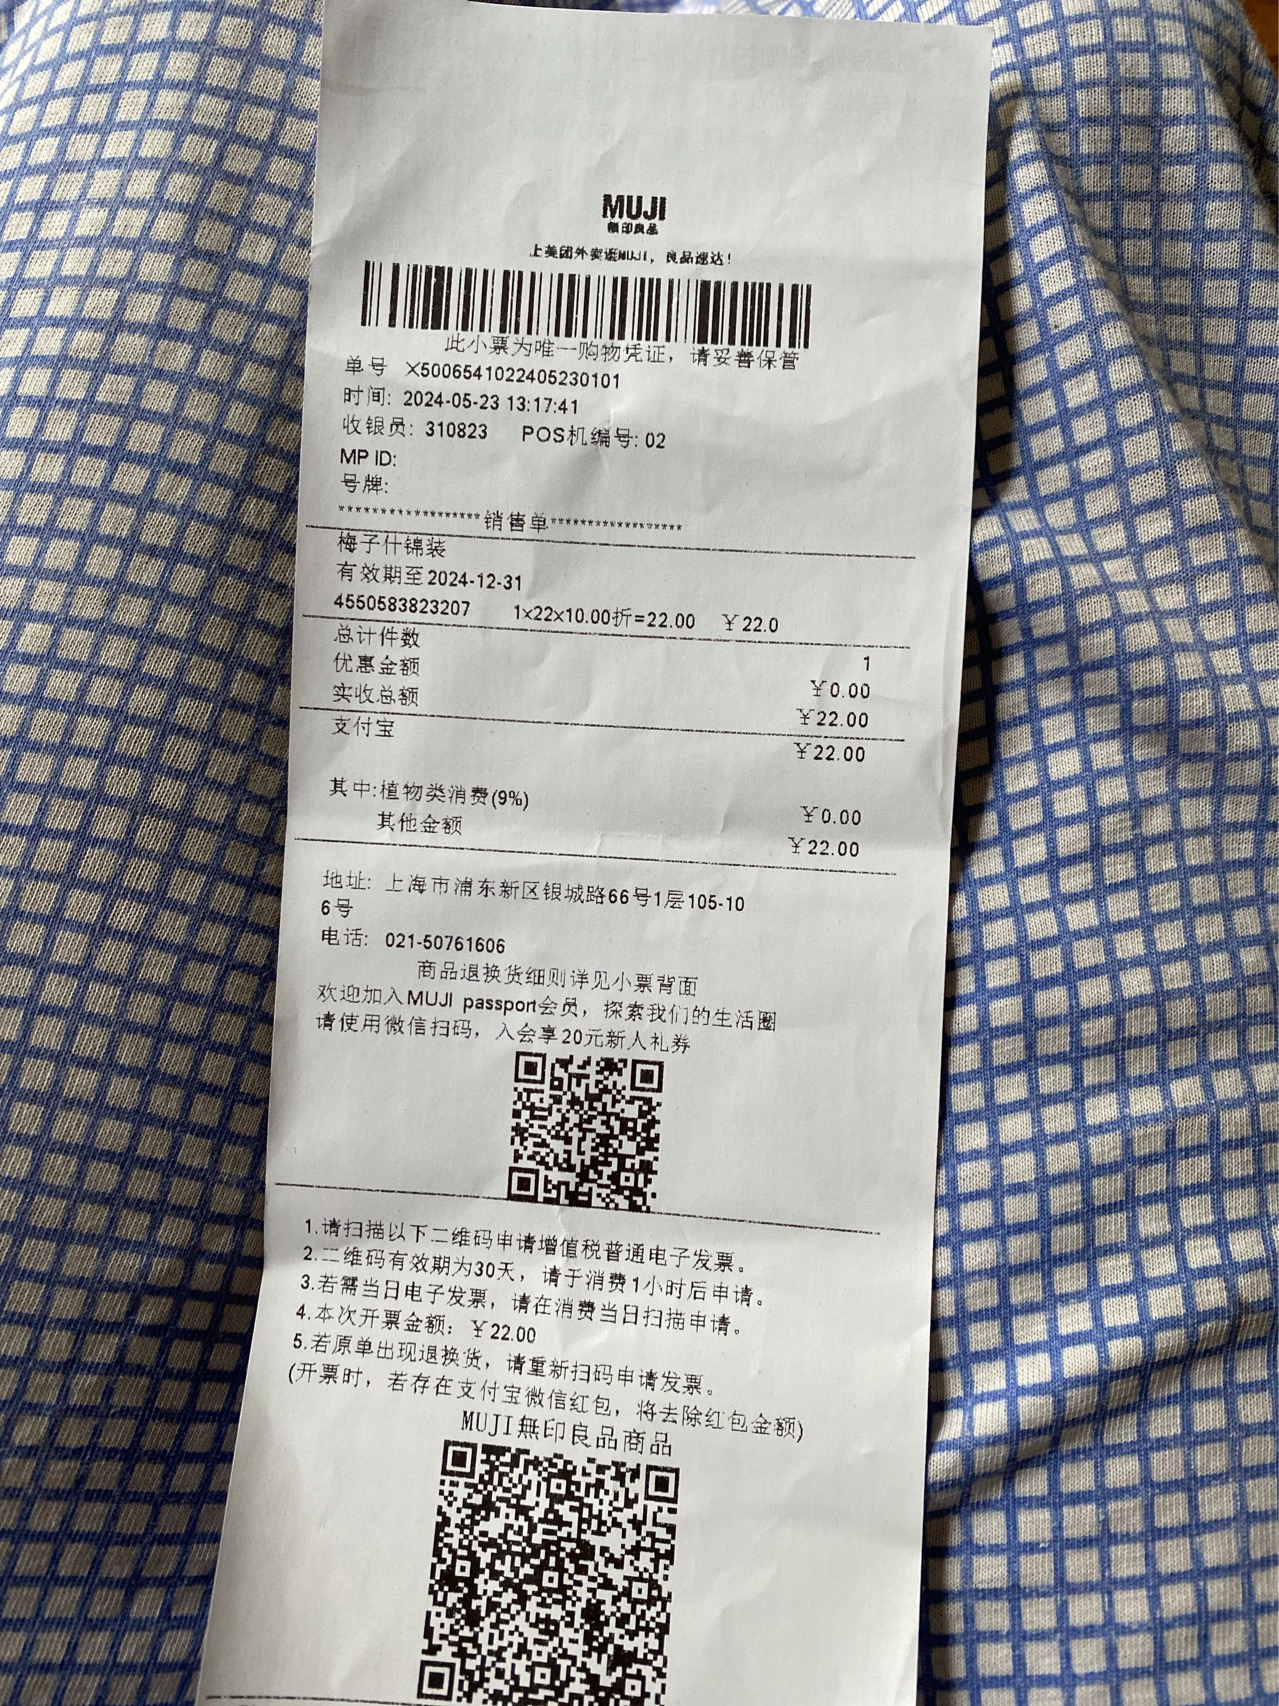 MUJI
無印良品
上美团外卖逛MUJI，良品速达！
此小票为唯一购物凭证，请妥善保管
单号 X5006541022405230101
时间: 2024-05-23 13:17:41
收银员: 310823 POS机编号: 02
MP ID:
号牌:
******************销售单*****************
梅子什锦装
有效期至2024-12-31
4550583823207 1x22x10.00折=22.00 ¥22.0
总计件数 1
优惠金额 ¥0.00
实收总额 ¥22.00
支付宝 ¥22.00
其中:植物类消费(9%) ¥0.00
其他金额 ¥22.00
地址: 上海市浦东新区银城路66号1层105-10
6号
电话: 021-50761606
商品退换货细则详见小票背面
欢迎加入MUJI passport会员，探索我们的生活圈
请使用微信扫码，入会享20元新人礼券
1.请扫描以下二维码申请增值税普通电子发票。
2.二维码有效期为30天，请于消费1小时后申请。
3.若需当日电子发票，请在消费当日扫描申请。
4.本次开票金额：¥22.00
5.若原单出现退换货，请重新扫码申请发票。
(开票时，若存在支付宝微信红包，将去除红包金额)
MUJI無印良品商品